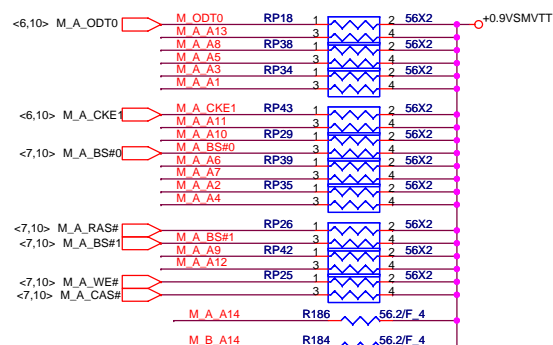 <6,10> M_A_ODT0 M_ODT0 RP18 1 2 56X2 +0.9VSMVTT
M_A_A13 3 4
M_A_A8 RP38 1 2 56X2
M_A_A5 3 4
M_A_A3 RP34 1 2 56X2
M_A_A1 3 4
<6,10> M_A_CKE1 M_A_CKE1 RP43 1 2 56X2
M_A_A11 3 4
M_A_A10 RP29 1 2 56X2
<7,10> M_A_BS#0 M_A_BS#0 3 4
M_A_A6 RP39 1 2 56X2
M_A_A7 3 4
M_A_A2 RP35 1 2 56X2
M_A_A4 3 4
<7,10> M_A_RAS# RP26 1 2 56X2
<7,10> M_A_BS#1 M_A_BS#1 3 4
M_A_A9 RP42 1 2 56X2
M_A_A12 3 4
<7,10> M_A_WE# RP25 1 2 56X2
<7,10> M_A_CAS# 3 4
M_A_A14 R186 56.2/F_4
M_B_A14 R184 56.2/F_4